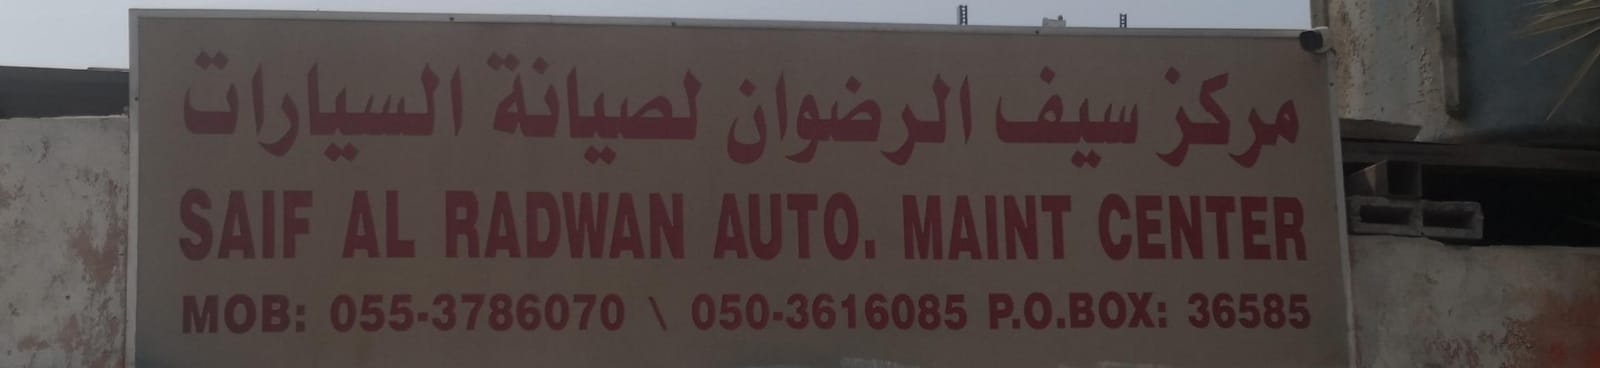 مركز سيف الرضوان لصيانة السيارات
SAIF AL RADWAN AUTO. MAINT CENTER
MOB: 055-3786070 \ 050-3616085 P.O.BOX: 36585